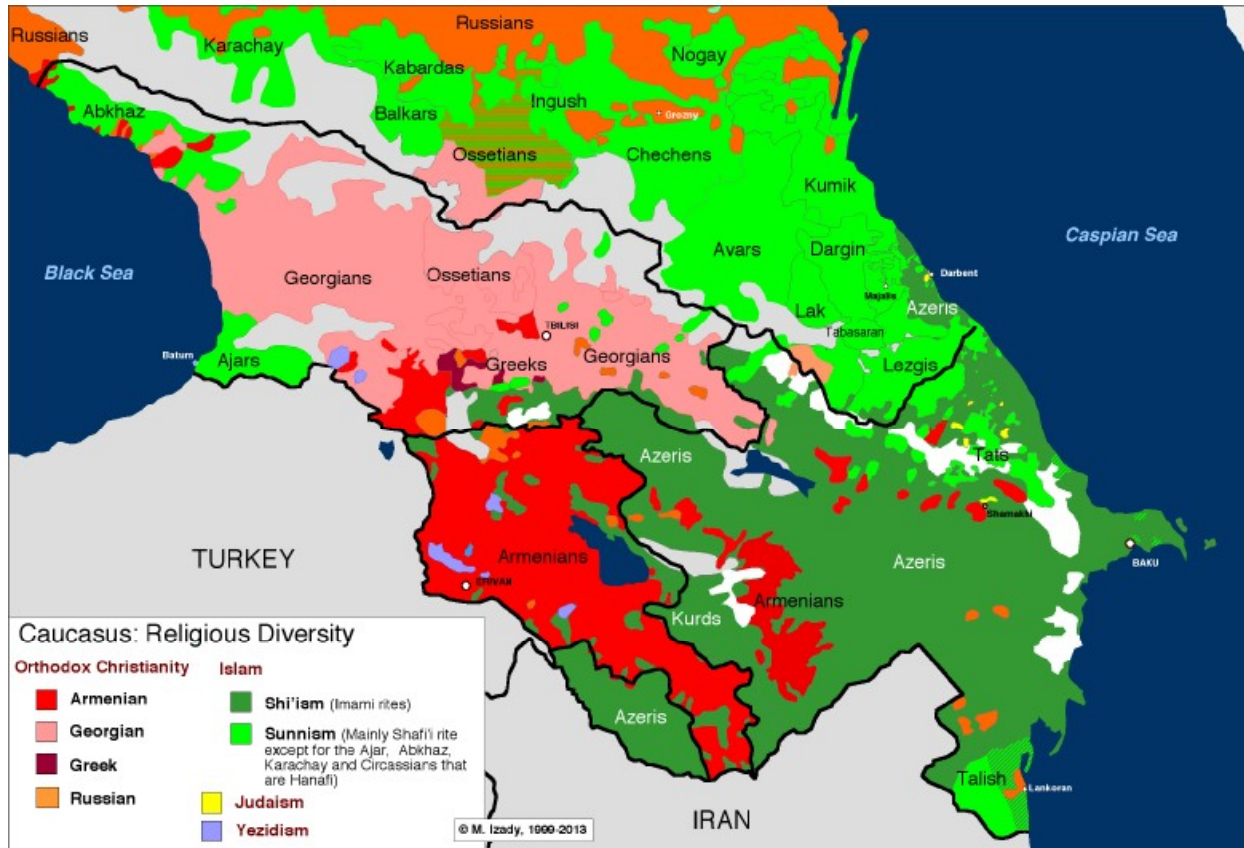 Russians
Russians
Karachay
Nogay
Kabardas
Ingush
Abkhaz
Balkars
Grozny
Ossetians
Chechens
Kumik
Caspian Sea
Avars
Dargin
Black Sea
Georgians
Ossetians
Darbent
Majalis
Azeris
Lak
Tabasaran
TBILISI
Batum
Ajars
Greeks
Georgians
Lezgis
Azeris
Tats
Shamakhi
TURKEY
Armenians
Azeris
BAKU
ERIVAN
Armenians
Kurds
Azeris
Talish
Lankoran
IRAN
Caucasus: Religious Diversity
Orthodox Christianity
Armenian
Georgian
Greek
Russian
Islam
Shi'ism (Imami rites)
Sunnism (Mainly Shafi'i rite
except for the Ajar, Abkhaz,
Karachay and Circassians that
are Hanafi)
Judaism
Yezidism
© M. Izady, 1999-2013